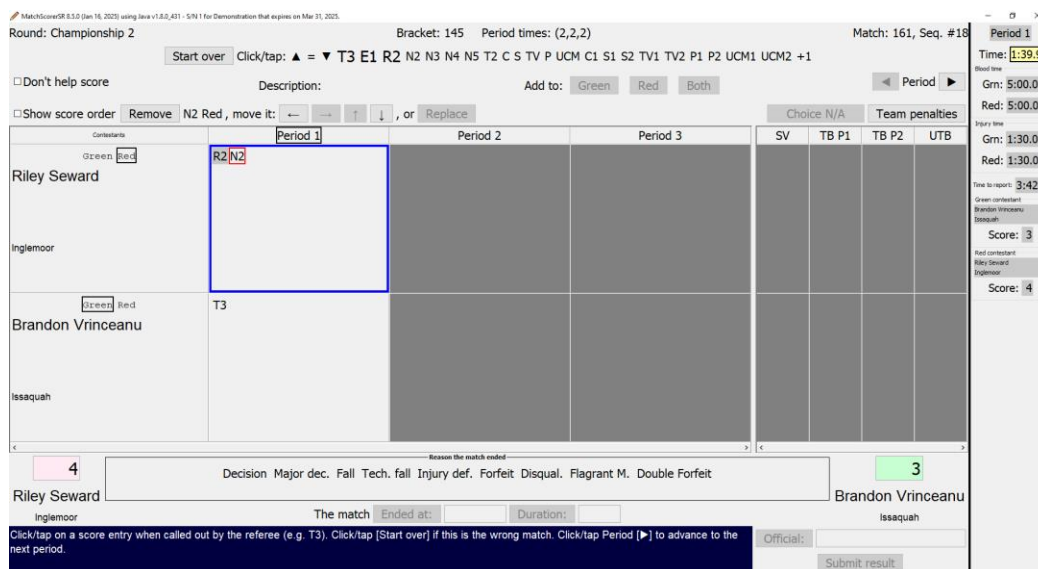 MatchScorerSR 8.5.0 (Jan 16, 2025) using Java v1.8.0_431 - S/N 1 for Demonstration that expires on Mar 31, 2025.
Round: Championship 2 Bracket: 145 Period times: (2,2,2) Match: 161, Seq. #18
Start over Click/tap: ▲ = ▼ T3 E1 R2 N2 N3 N4 N5 T2 C S TV P UCM C1 S1 S2 TV1 TV2 P1 P2 UCM1 UCM2 +1
Don't help score Description: Add to: Green Red Both ◀ Period ▶
Show score order Remove N2 Red , move it: ← → ↑ ↓ , or Replace Choice N/A Team penalties
Contestants Period 1 Period 2 Period 3 SV TB P1 TB P2 UTB
Green Red R2 N2
Riley Seward
Inglemoor
Green Red T3
Brandon Vrinceanu
Issaquah
Reason the match ended
4 Decision Major dec. Fall Tech. fall Injury def. Forfeit Disqual. Flagrant M. Double Forfeit 3
Riley Seward Brandon Vrinceanu
Inglemoor The match Ended at: Duration: Issaquah
Click/tap on a score entry when called out by the referee (e.g. T3). Click/tap [Start over] if this is the wrong match. Click/tap Period [▶] to advance to the
next period.
Official:
Submit result
Period 1
Time: 1:39.9
Blood time
Grn: 5:00.0
Red: 5:00.0
Injury time
Grn: 1:30.0
Red: 1:30.0
Time to report: 3:42
Green contestant
Brandon Vrinceanu
Issaquah
Score: 3
Red contestant
Riley Seward
Inglemoor
Score: 4